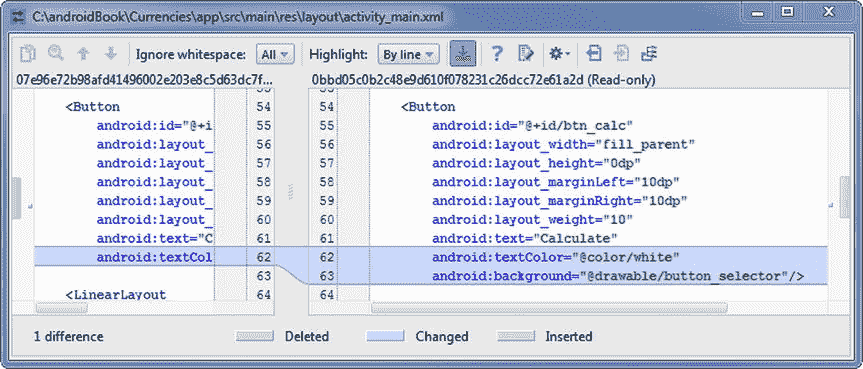 C:\androidBook\Currencies\app\src\main\res\layout\activity_main.xml
Ignore whitespace: All Highlight: By line
07e96e72b98afd41496002e203e8c5d63dc7f... 0bbd05c0b2c48e9d610f078231c26dcc72e61a2d (Read-only)
53 53
<Button 54 54 <Button
android:id="@+i 55 55 android:id="@+id/btn_calc"
android:layout_ 56 56 android:layout_width="fill_parent"
android:layout_ 57 57 android:layout_height="0dp"
android:layout_ 58 58 android:layout_marginLeft="10dp"
android:layout_ 59 59 android:layout_marginRight="10dp"
android:layout_ 60 60 android:layout_weight="10"
android:text="C 61 61 android:text="Calculate"
android:textCol 62 62 android:textColor="@color/white"
63 63 android:background="@drawable/button_selector"/>
<LinearLayout 64 64
1 difference Deleted Changed Inserted